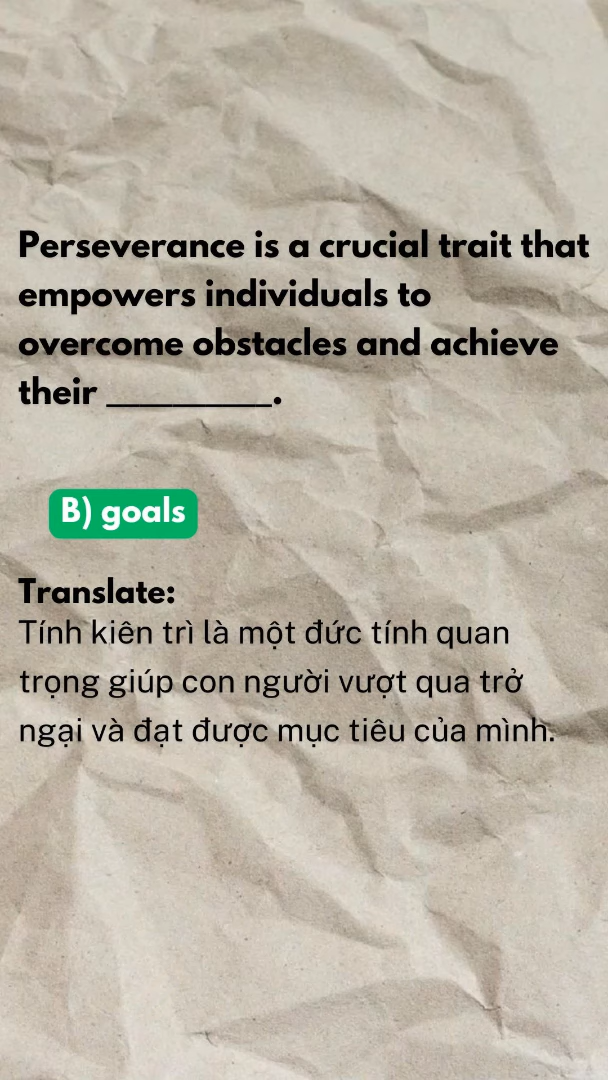 Perseverance is a crucial trait that
empowers individuals to
overcome obstacles and achieve
their __________.
B) goals
Translate:
Tính kiên trì là một đức tính quan
trọng giúp con người vượt qua trở
ngại và đạt được mục tiêu của mình.